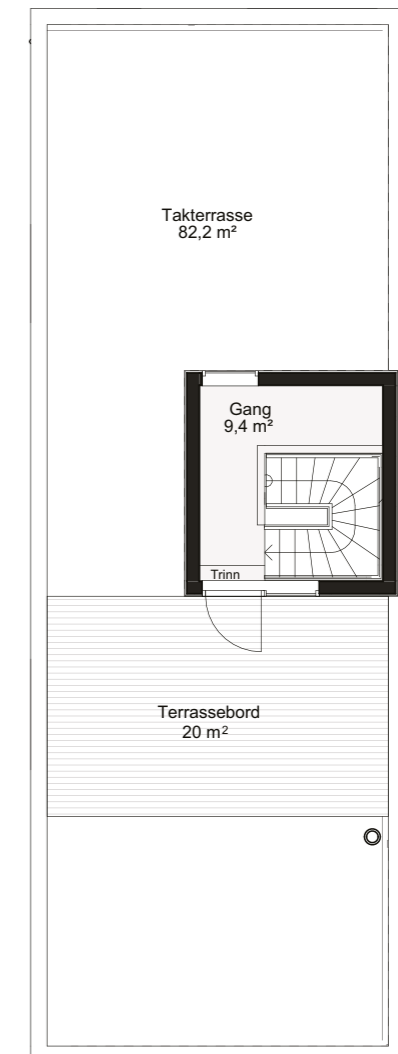 Takterrasse
82,2 m²
Gang
9,4 m²
Trinn
Terrassebord
20 m²